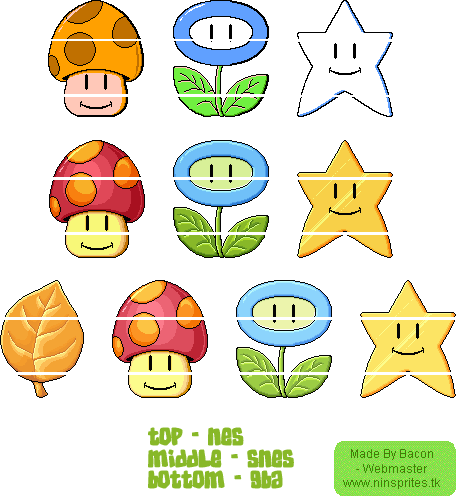 top - nes
middle - snes
bottom - gba
Made By Bacon
- Webmaster
www.ninsprites.tk